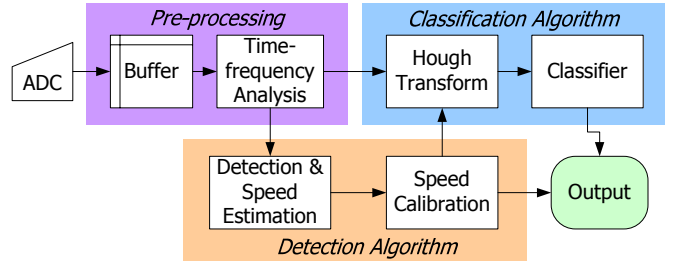 Pre-processing
Classification Algorithm
ADC
Buffer
Time-
frequency
Analysis
Hough
Transform
Classifier
Detection &
Speed
Estimation
Speed
Calibration
Output
Detection Algorithm